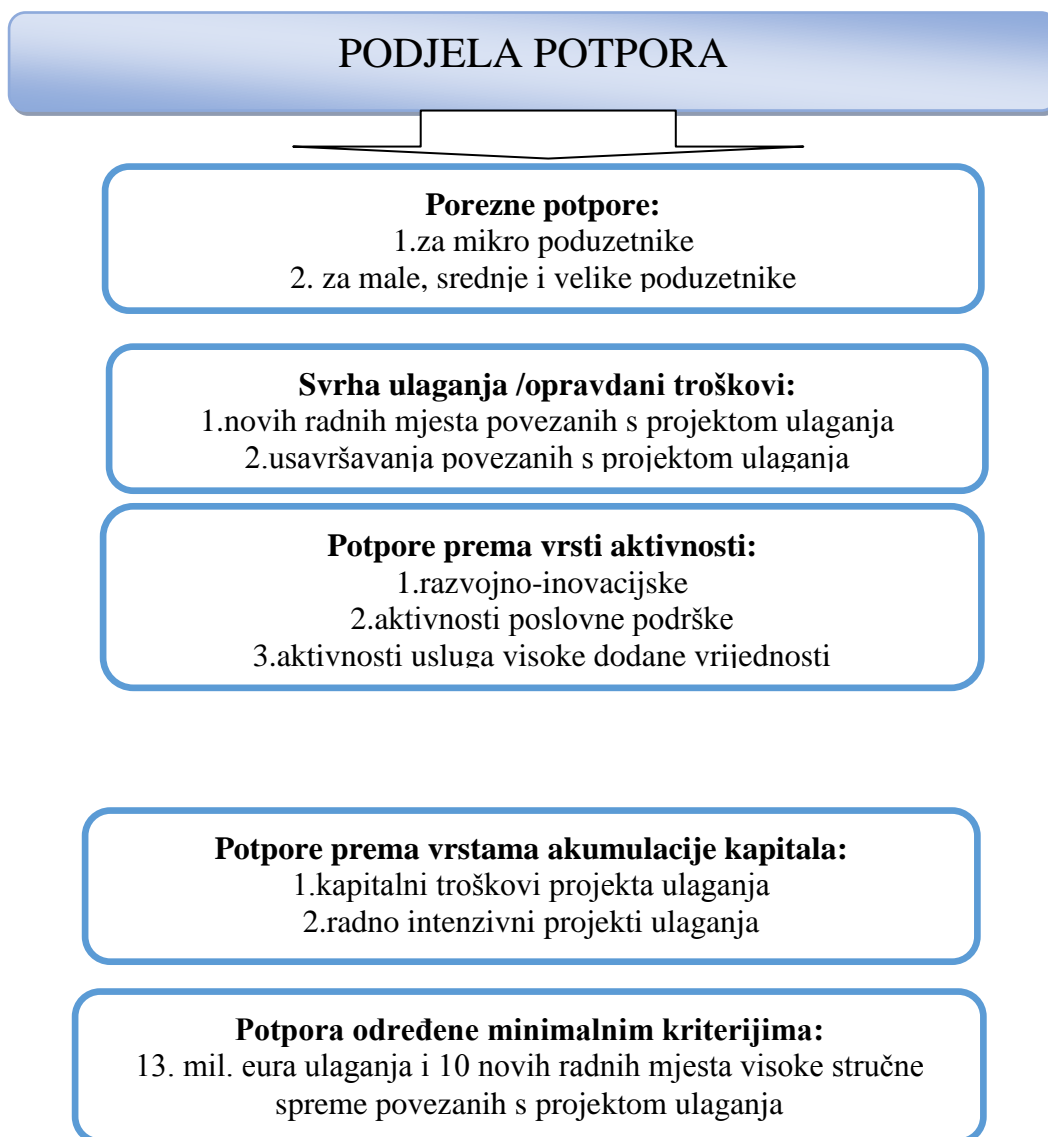 PODJELA POTPORA
Porezne potpore:
1.za mikro poduzetnike
2. za male, srednje i velike poduzetnike
Svrha ulaganja /opravdani troškovi:
1.novih radnih mjesta povezanih s projektom ulaganja
2.usavršavanja povezanih s projektom ulaganja
Potpore prema vrsti aktivnosti:
1.razvojno-inovacijske
2.aktivnosti poslovne podrške
3.aktivnosti usluga visoke dodane vrijednosti
Potpore prema vrstama akumulacije kapitala:
1.kapitalni troškovi projekta ulaganja
2.radno intenzivni projekti ulaganja
Potpora određene minimalnim kriterijima:
13. mil. eura ulaganja i 10 novih radnih mjesta visoke stručne
spreme povezanih s projektom ulaganja